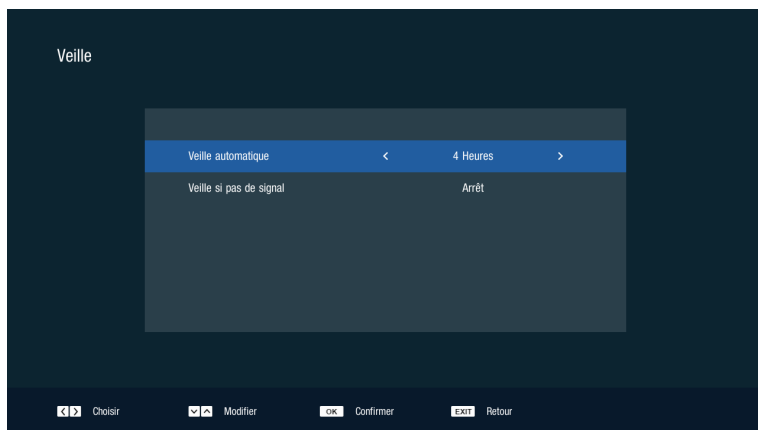 Veille
Veille automatique < 4 Heures >
Veille si pas de signal Arrêt
Choisir Modifier OK Confirmer EXIT Retour